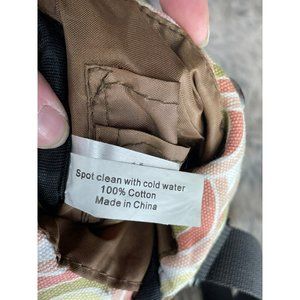 Spot clean with cold water
100% Cotton
Made in China